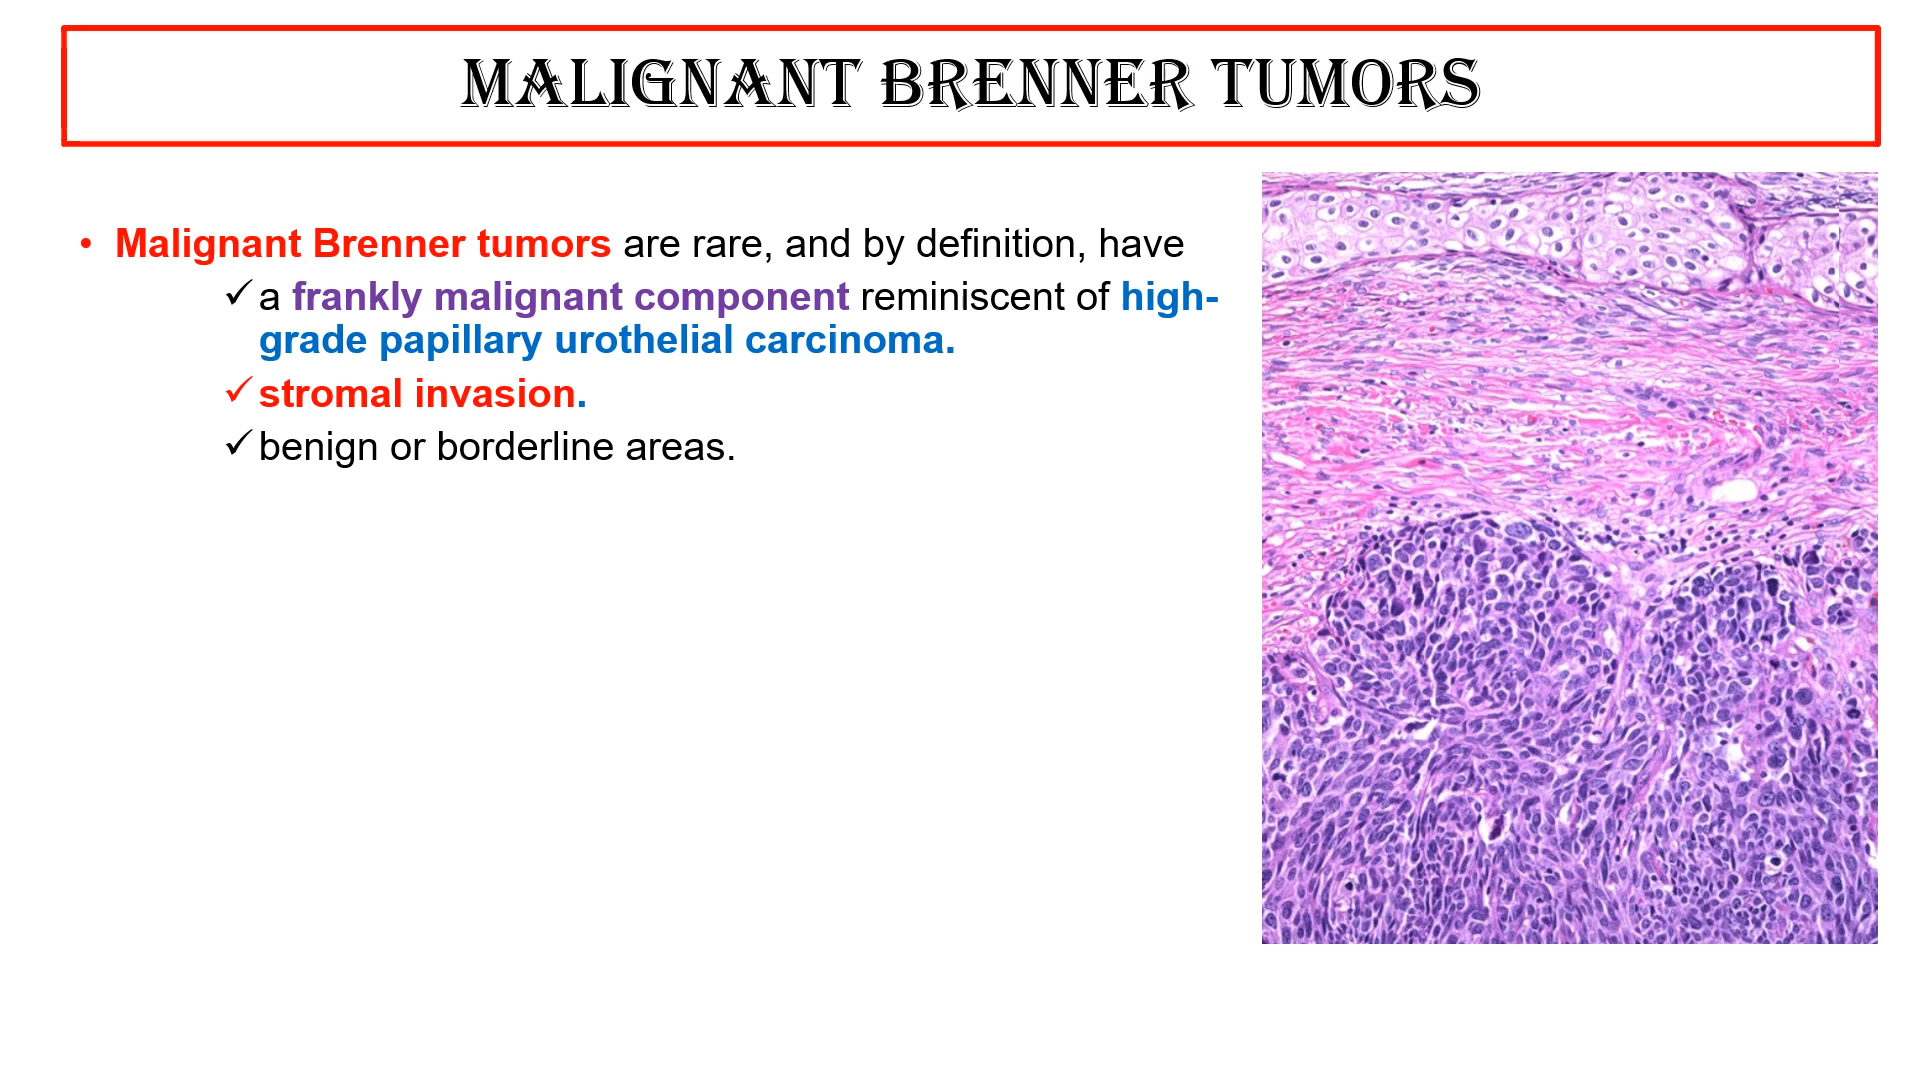 MALIGNANT BRENNER TUMORS
• Malignant Brenner tumors are rare, and by definition, have
✓ a frankly malignant component reminiscent of high-
grade papillary urothelial carcinoma.
✓ stromal invasion.
✓ benign or borderline areas.